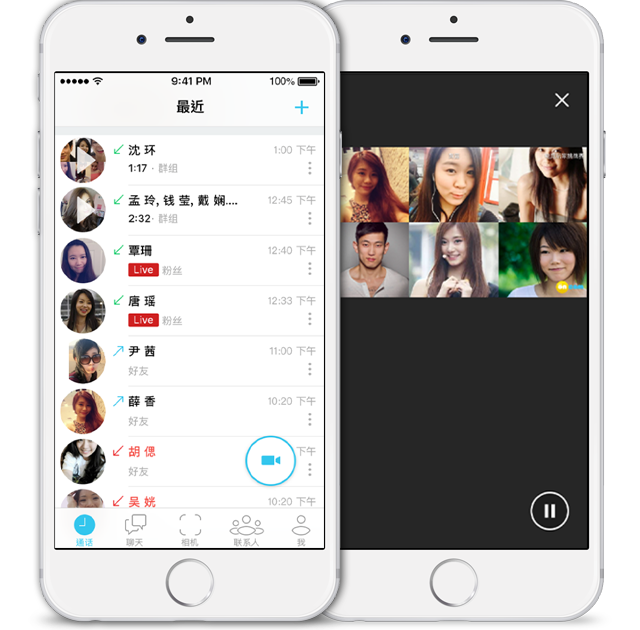 9:41 PM 100%
最近
沈 环 1:00 下午
1:17 · 群组
孟 玲, 钱 莹, 戴 娴.... 12:45 下午
2:32 · 群组
覃珊 12:40 下午
Live 粉丝
唐 瑶 12:33 下午
Live 粉丝
尹 茜 11:00 下午
好友
薛 香 10:20 下午
好友
胡 偲 下午
好友
吴 姯 10:20 下午
通话 聊天 相机 联系人 我